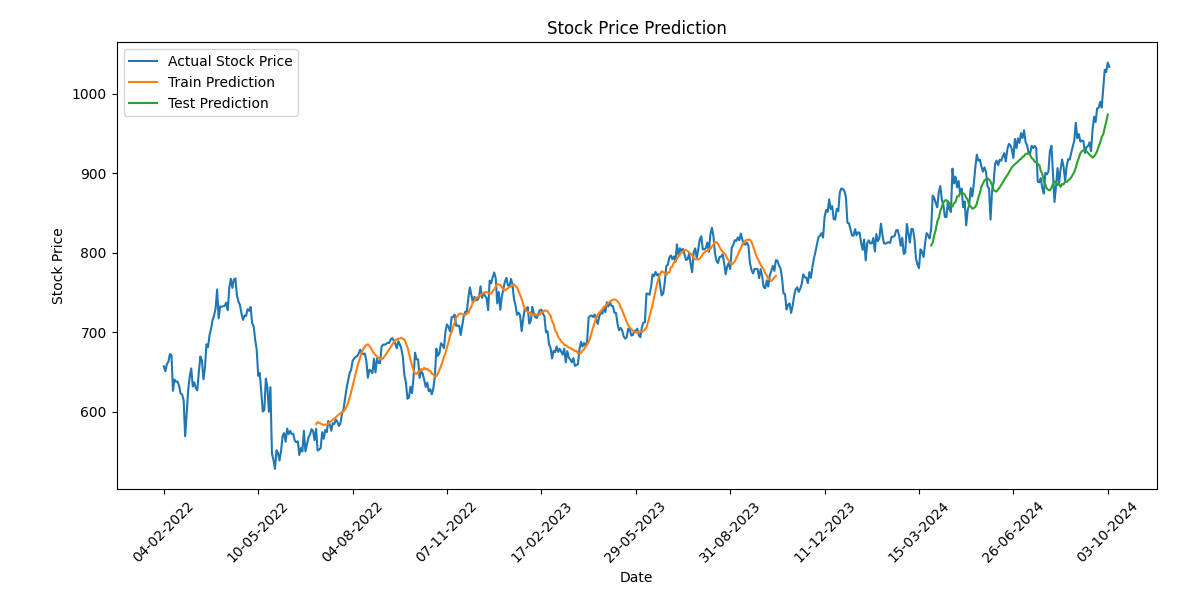 Stock Price Prediction
Actual Stock Price
Train Prediction
Test Prediction
Stock Price
1000
900
800
700
600
04-02-2022
10-05-2022
04-08-2022
07-11-2022
17-02-2023
29-05-2023
31-08-2023
11-12-2023
15-03-2024
26-06-2024
03-10-2024
Date